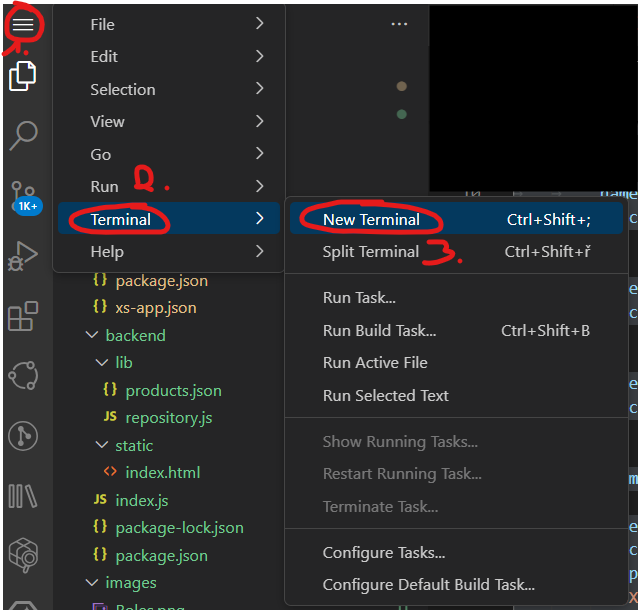 1.
File
Edit
Selection
View
Go
Run
2.
Terminal
Help
New Terminal Ctrl+Shift+;
Split Terminal Ctrl+Shift+ř
3.
Run Task...
Run Build Task... Ctrl+Shift+B
Run Active File
Run Selected Text
Show Running Tasks...
Restart Running Task...
Terminate Task...
Configure Tasks...
Configure Default Build Task...
1K+
{} package.json
{} xs-app.json
backend
lib
{} products.json
JS repository.js
static
<> index.html
JS index.js
{} package-lock.json
{} package.json
images